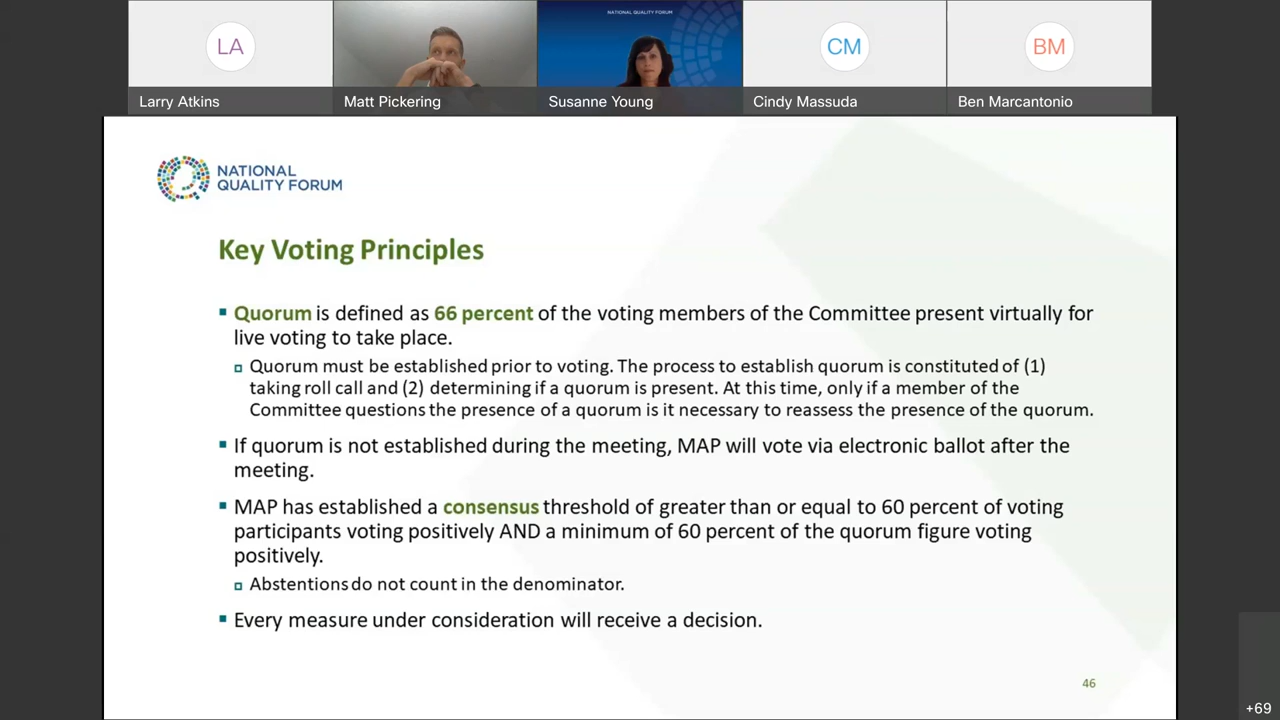 NATIONAL QUALITY FORUM
LA
CM
BM
Larry Atkins
Matt Pickering
Susanne Young
Cindy Massuda
Ben Marcantonio
NATIONAL
QUALITY FORUM
Key Voting Principles
Quorum is defined as 66 percent of the voting members of the Committee present virtually for
live voting to take place.
Quorum must be established prior to voting. The process to establish quorum is constituted of (1)
taking roll call and (2) determining if a quorum is present. At this time, only if a member of the
Committee questions the presence of a quorum is it necessary to reassess the presence of the quorum.
If quorum is not established during the meeting, MAP will vote via electronic ballot after the
meeting.
MAP has established a consensus threshold of greater than or equal to 60 percent of voting
participants voting positively AND a minimum of 60 percent of the quorum figure voting
positively.
Abstentions do not count in the denominator.
Every measure under consideration will receive a decision.
46
+69